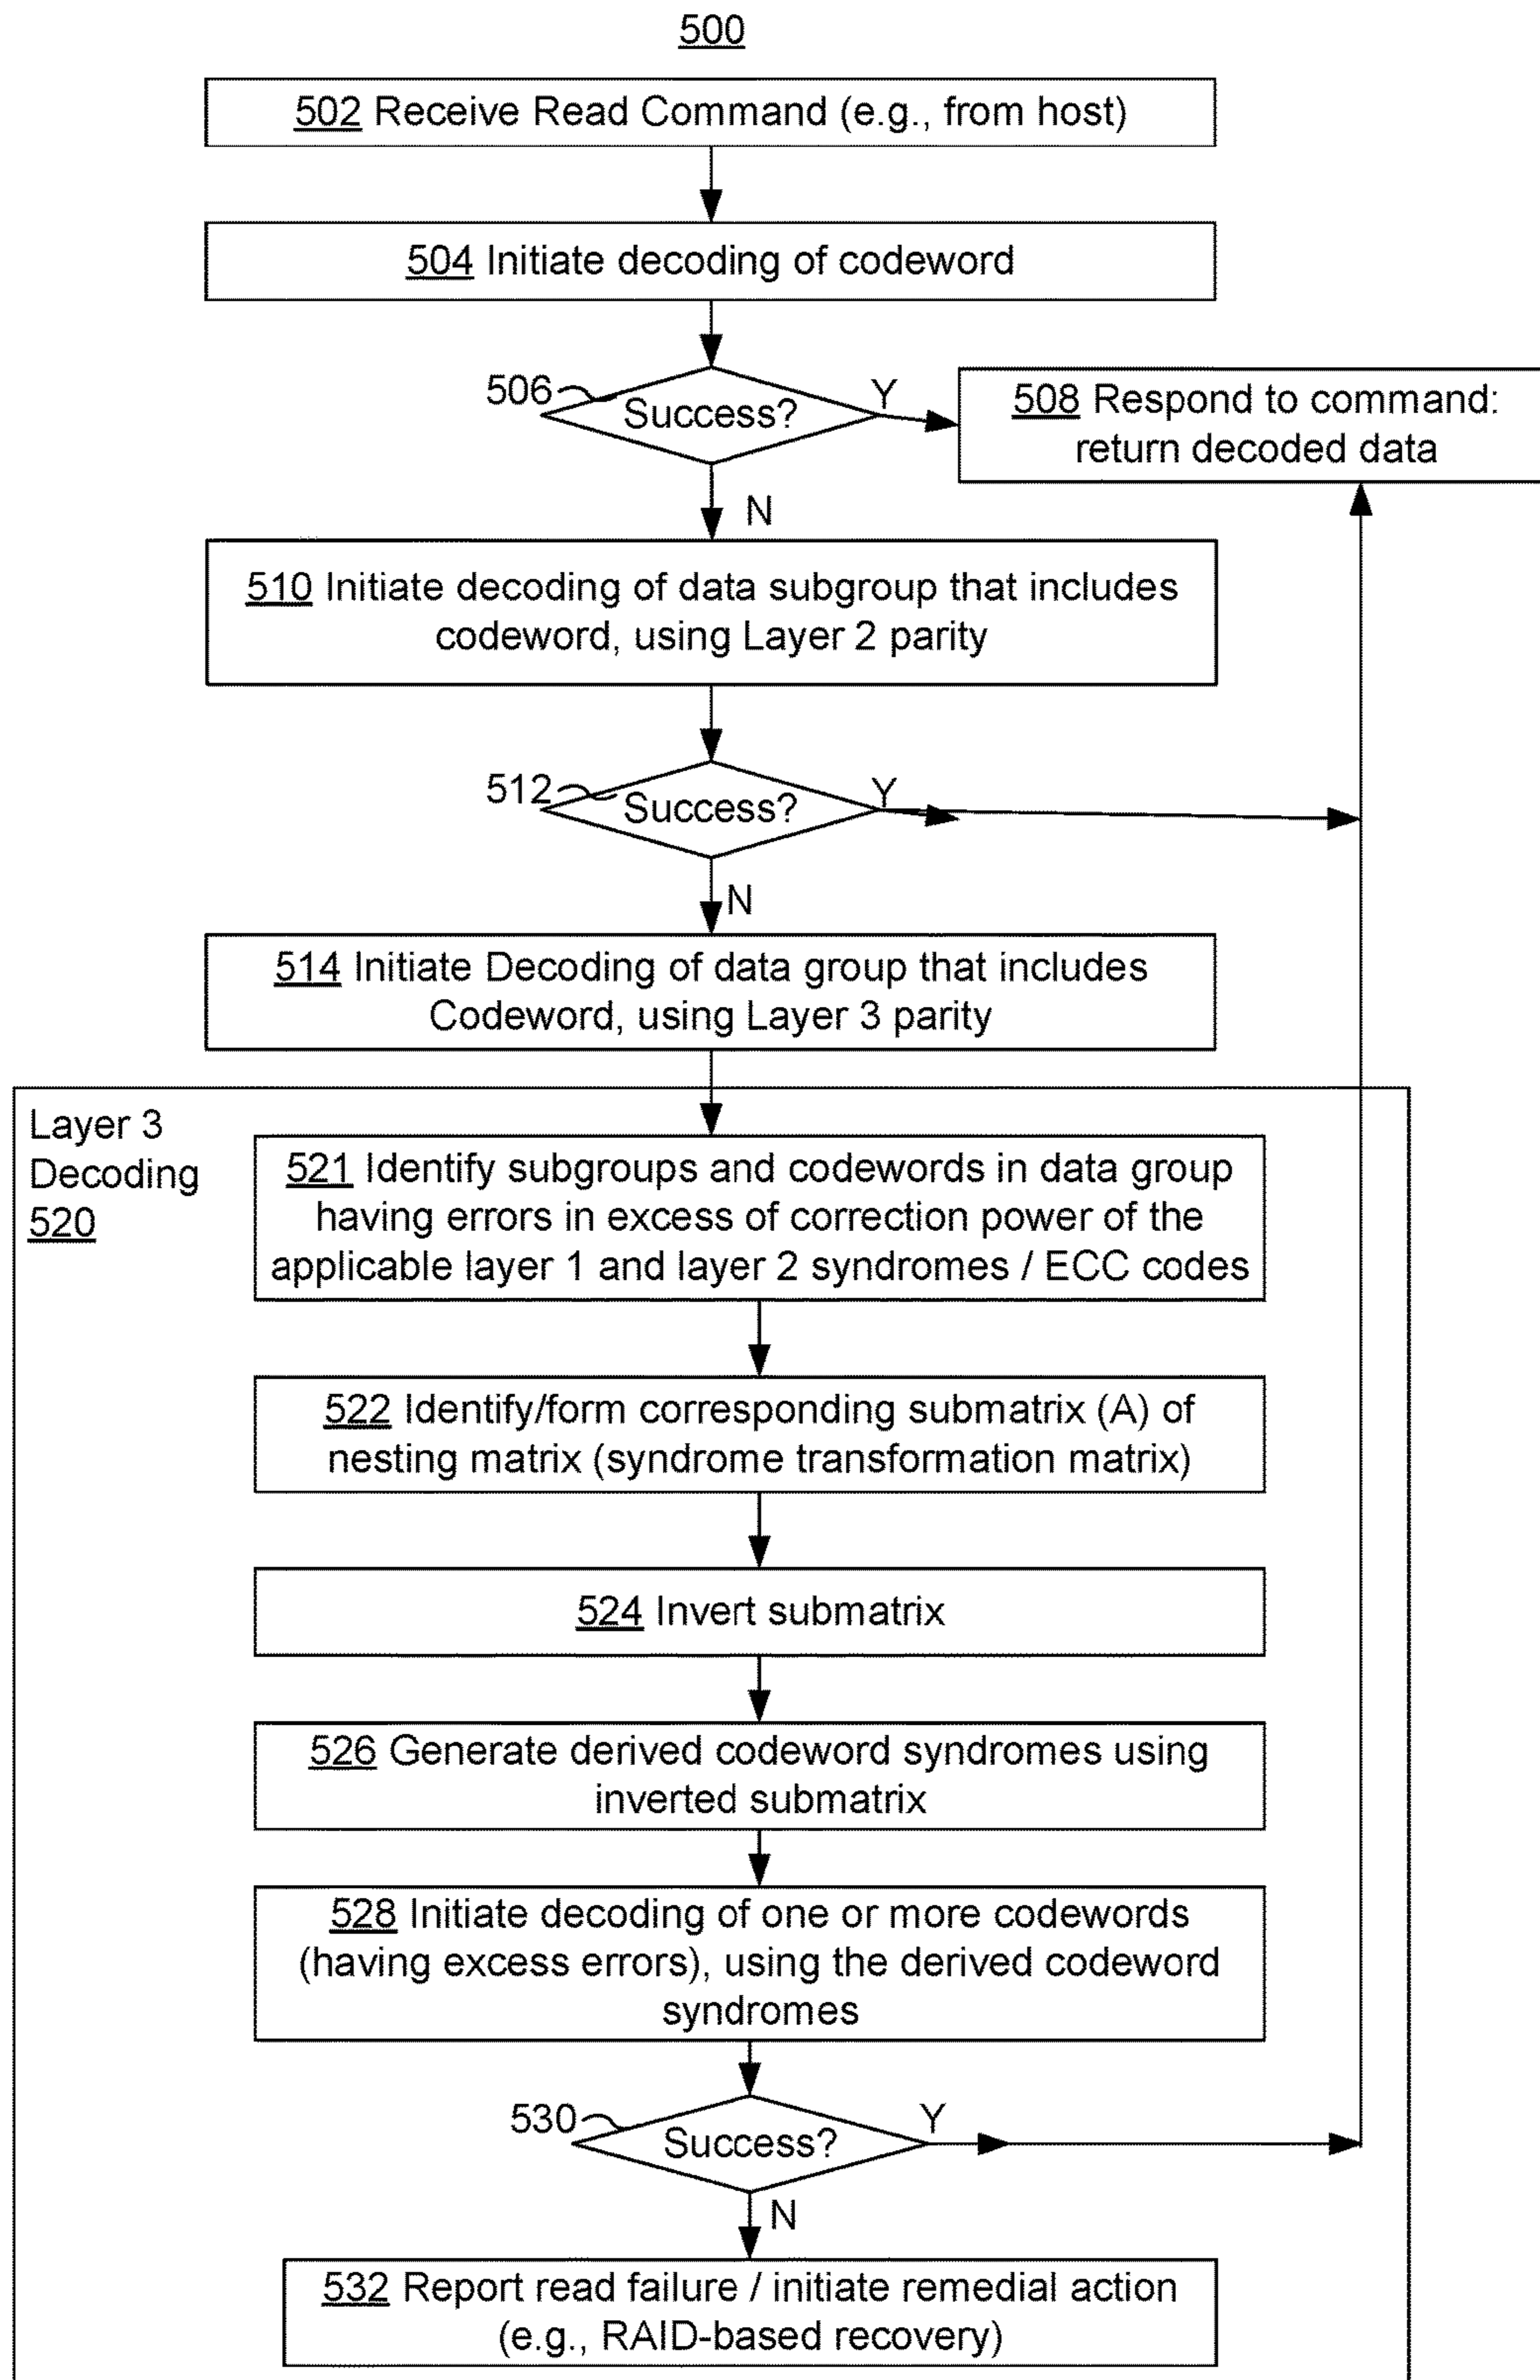 500
502 Receive Read Command (e.g., from host)
504 Initiate decoding of codeword
506
Success?
Y
508 Respond to command:
return decoded data
N
510 Initiate decoding of data subgroup that includes
codeword, using Layer 2 parity
512
Success?
Y
N
514 Initiate Decoding of data group that includes
Codeword, using Layer 3 parity
Layer 3
Decoding
520
521 Identify subgroups and codewords in data group
having errors in excess of correction power of the
applicable layer 1 and layer 2 syndromes / ECC codes
522 Identify/form corresponding submatrix (A) of
nesting matrix (syndrome transformation matrix)
524 Invert submatrix
526 Generate derived codeword syndromes using
inverted submatrix
528 Initiate decoding of one or more codewords
(having excess errors), using the derived codeword
syndromes
530
Success?
Y
N
532 Report read failure / initiate remedial action
(e.g., RAID-based recovery)